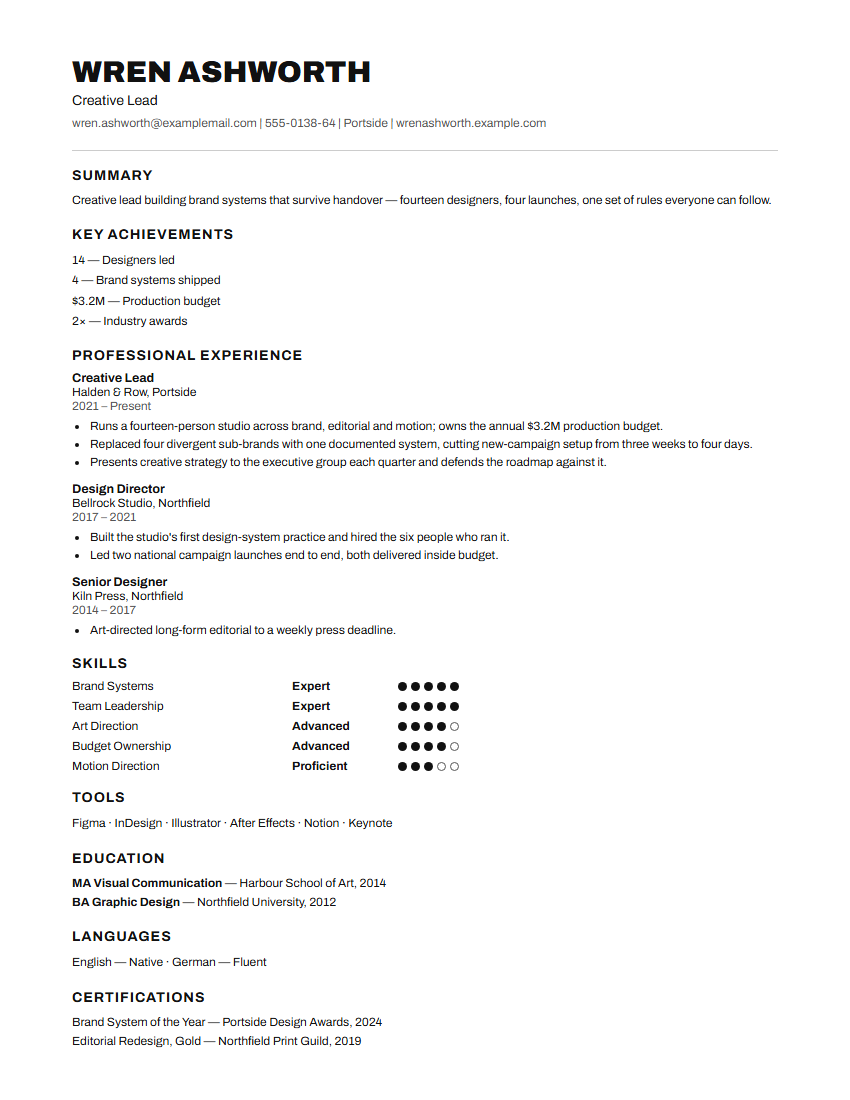 WREN ASHWORTH
Creative Lead
wren.ashworth@examplemail.com | 555-0138-64 | Portside | wrenashworth.example.com
SUMMARY
Creative lead building brand systems that survive handover — fourteen designers, four launches, one set of rules everyone can follow.
KEY ACHIEVEMENTS
14 — Designers led
4 — Brand systems shipped
$3.2M — Production budget
2× — Industry awards
PROFESSIONAL EXPERIENCE
Creative Lead
Halden & Row, Portside
2021 – Present
• Runs a fourteen-person studio across brand, editorial and motion; owns the annual $3.2M production budget.
• Replaced four divergent sub-brands with one documented system, cutting new-campaign setup from three weeks to four days.
• Presents creative strategy to the executive group each quarter and defends the roadmap against it.
Design Director
Bellrock Studio, Northfield
2017 – 2021
• Built the studio's first design-system practice and hired the six people who ran it.
• Led two national campaign launches end to end, both delivered inside budget.
Senior Designer
Kiln Press, Northfield
2014 – 2017
• Art-directed long-form editorial to a weekly press deadline.
SKILLS
Brand Systems Expert ●●●●●
Team Leadership Expert ●●●●●
Art Direction Advanced ●●●●○
Budget Ownership Advanced ●●●●○
Motion Direction Proficient ●●●○○
TOOLS
Figma · InDesign · Illustrator · After Effects · Notion · Keynote
EDUCATION
MA Visual Communication — Harbour School of Art, 2014
BA Graphic Design — Northfield University, 2012
LANGUAGES
English — Native · German — Fluent
CERTIFICATIONS
Brand System of the Year — Portside Design Awards, 2024
Editorial Redesign, Gold — Northfield Print Guild, 2019